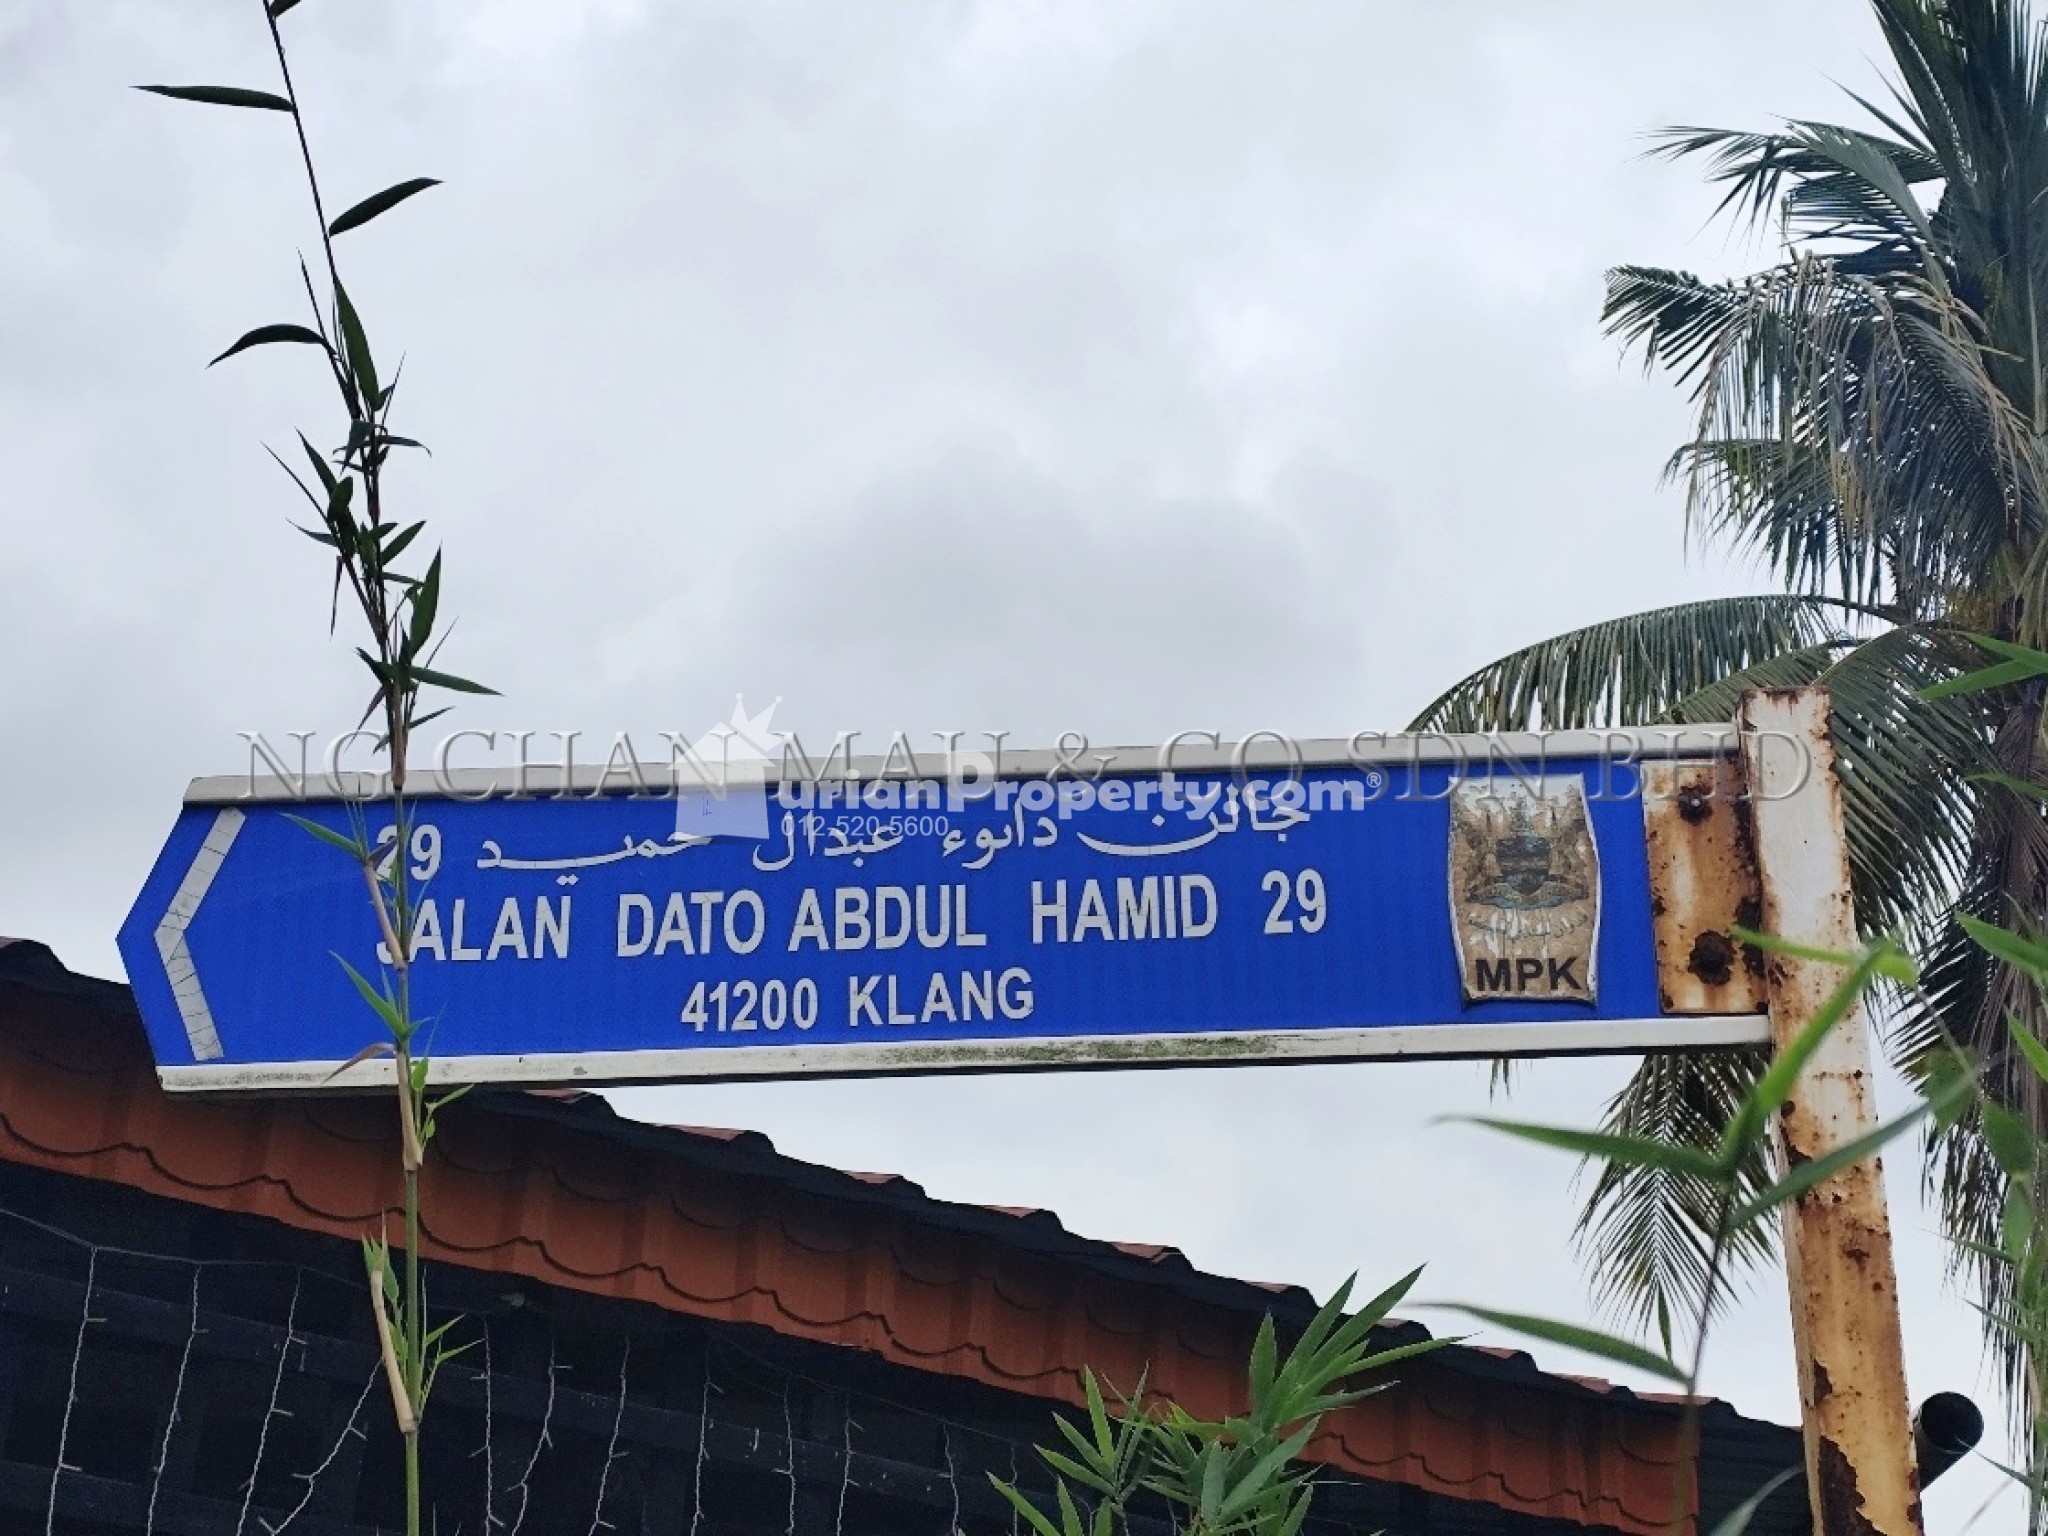 NG CHAN MAU & CO SDN BHD
DurianProperty.com®
012-520 5600
جالن داتوء عبدال حميد 29
JALAN DATO ABDUL HAMID 29
41200 KLANG
MPK